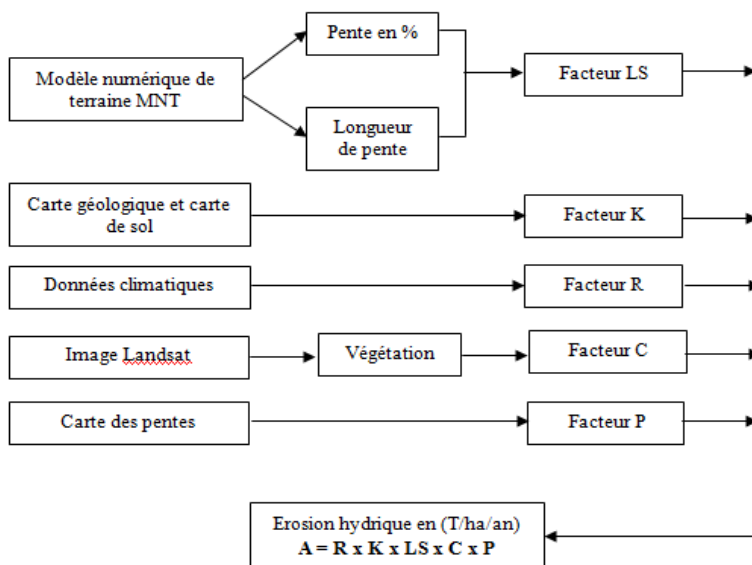 Pente en %
Modèle numérique de
terraine MNT
Facteur LS
Longueur
de pente
Carte géologique et carte
de sol
Facteur K
Données climatiques
Facteur R
Image Landsat
Végétation
Facteur C
Carte des pentes
Facteur P
Erosion hydrique en (T/ha/an)
A = R x K x LS x C x P